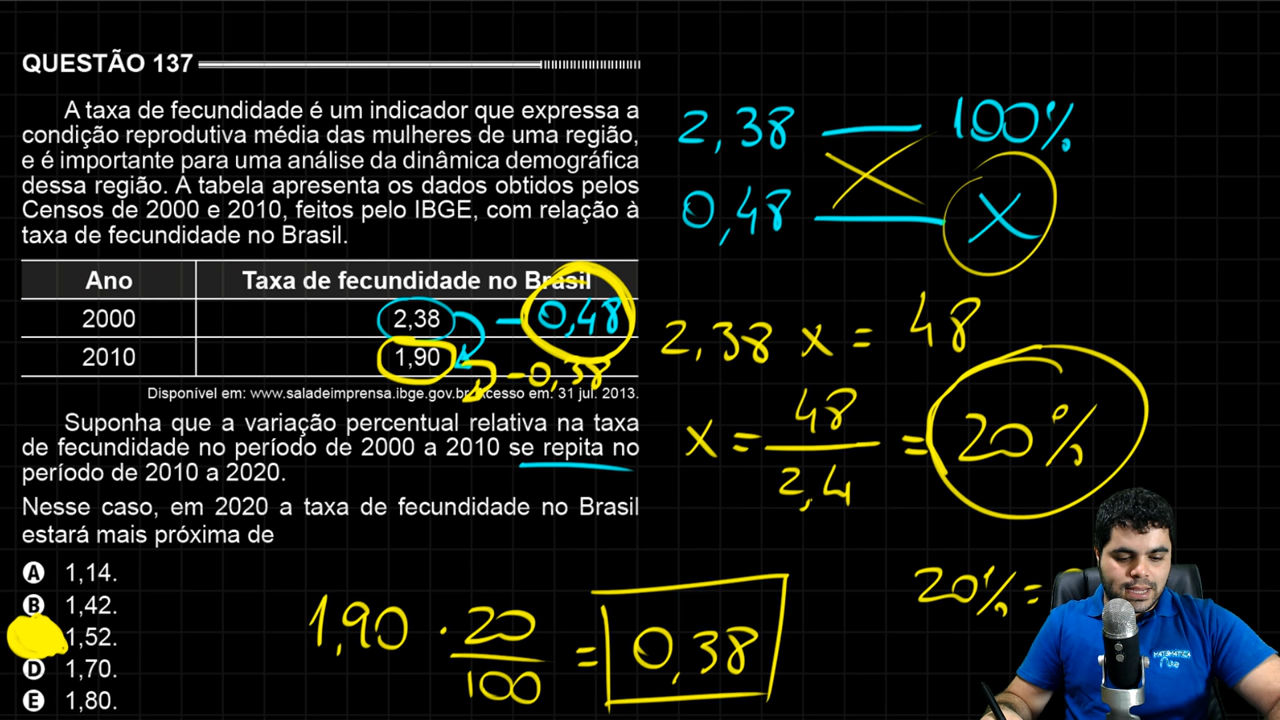 QUESTÃO 137
A taxa de fecundidade é um indicador que expressa a
condição reprodutiva média das mulheres de uma região,
e é importante para uma análise da dinâmica demográfica
dessa região. A tabela apresenta os dados obtidos pelos
Censos de 2000 e 2010, feitos pelo IBGE, com relação à
taxa de fecundidade no Brasil.
Ano Taxa de fecundidade no Brasil
2000 2,38 - 0,48
2010 1,90 - 0,38
Disponível em: www.saladeimprensa.ibge.gov.br. Acesso em: 31 jul. 2013.
Suponha que a variação percentual relativa na taxa
de fecundidade no período de 2000 a 2010 se repita no
período de 2010 a 2020.
Nesse caso, em 2020 a taxa de fecundidade no Brasil
estará mais próxima de
A 1,14.
B 1,42.
1,52.
D 1,70.
E 1,80.
1,90 · 20/100 = 0,38
2,38 100%
0,48 x
2,38 x = 48
x = 48/2,4 = 20%
20% =
MATEMÁTICA